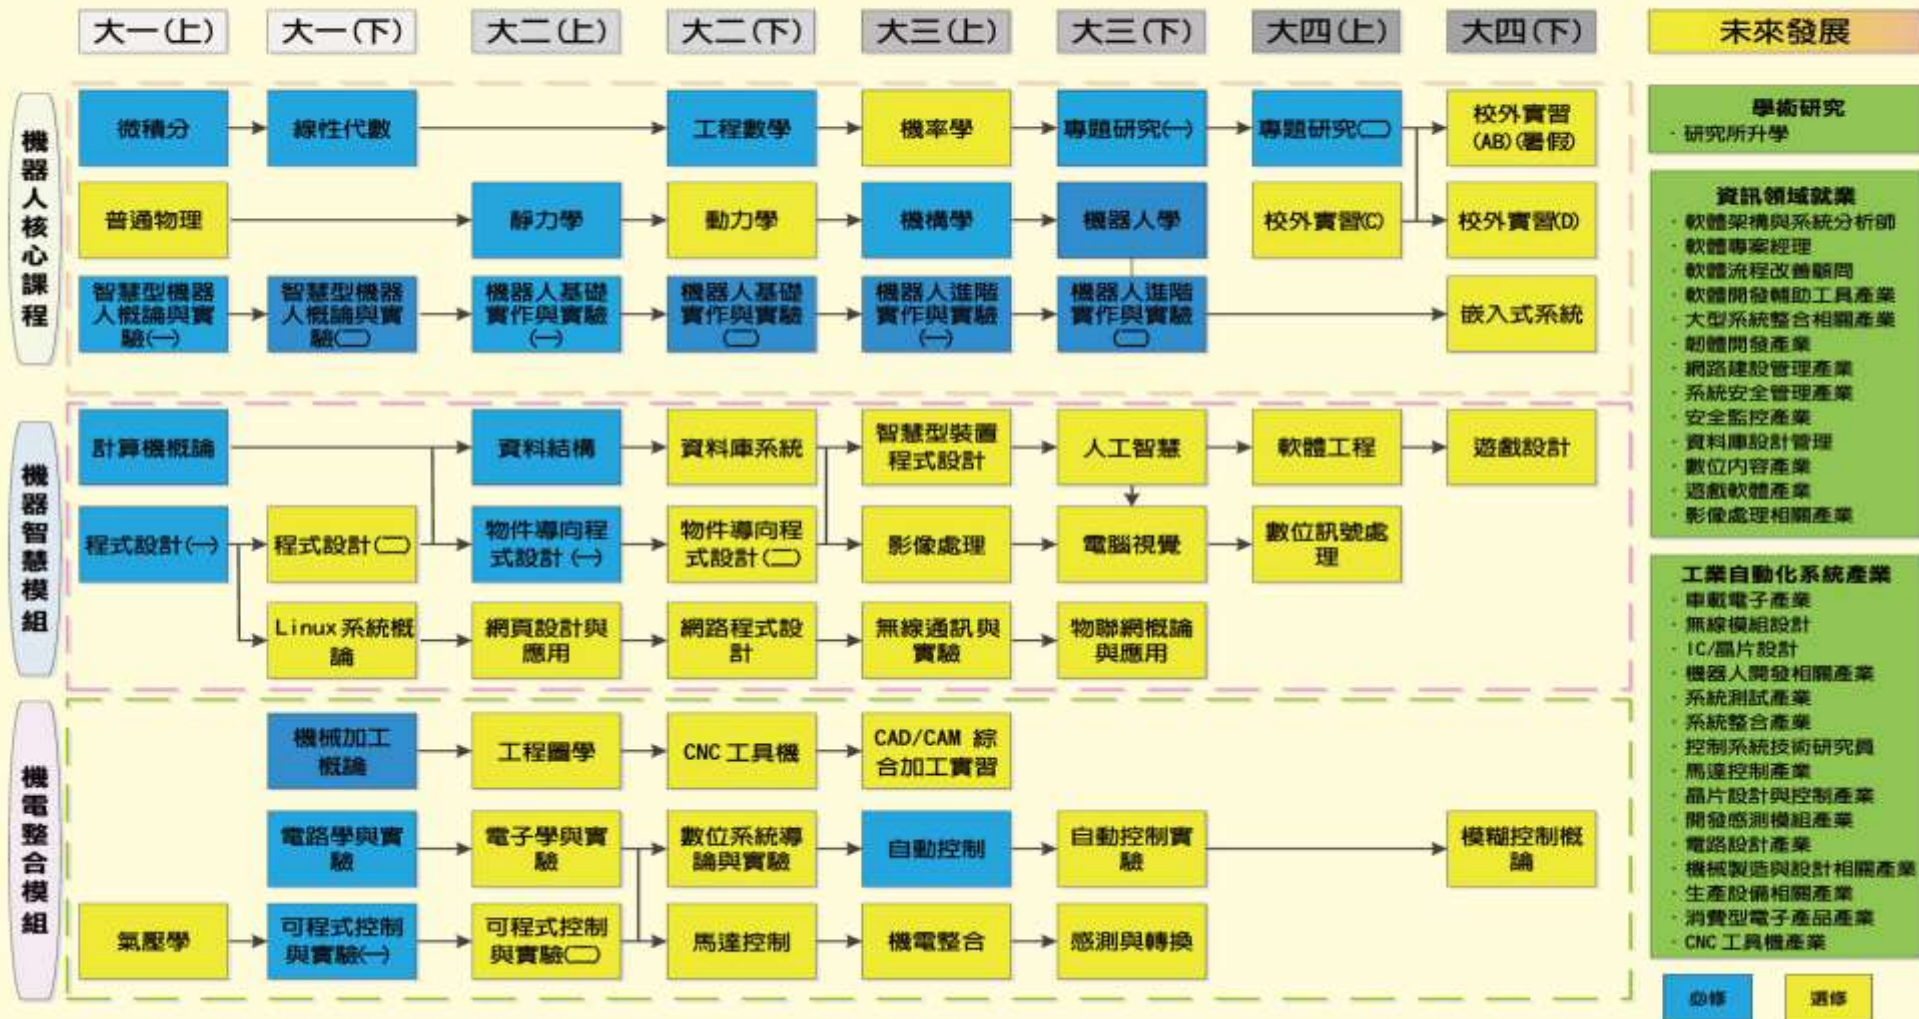 大一(上)
大一(下)
大二(上)
大二(下)
大三(上)
大三(下)
大四(上)
大四(下)
未來發展
機器人核心課程
微積分
線性代數
工程數學
機率學
專題研究(一)
專題研究(二)
校外實習
(AB)(暑假)
普通物理
靜力學
動力學
機構學
機器人學
校外實習(C)
校外實習(D)
智慧型機器
人概論與實
驗(一)
智慧型機器
人概論與實
驗(二)
機器人基礎
實作與實驗
(一)
機器人基礎
實作與實驗
(二)
機器人進階
實作與實驗
(一)
機器人進階
實作與實驗
(二)
嵌入式系統
機器智慧模組
計算機概論
資料結構
資料庫系統
智慧型裝置
程式設計
人工智慧
軟體工程
遊戲設計
程式設計(一)
程式設計(二)
物件導向程
式設計(一)
物件導向程
式設計(二)
影像處理
電腦視覺
數位訊號處
理
Linux 系統概
論
網頁設計與
應用
網路程式設
計
無線通訊與
實驗
物聯網概論
與應用
機電整合模組
機械加工
概論
工程圖學
CNC 工具機
CAD/CAM 綜
合加工實習
電路學與實
驗
電子學與實
驗
數位系統導
論與實驗
自動控制
自動控制實
驗
模糊控制概
論
氣壓學
可程式控制
與實驗(一)
可程式控制
與實驗(二)
馬達控制
機電整合
感測與轉換
學術研究
· 研究所升學
資訊領域就業
· 軟體架構與系統分析師
· 軟體專案經理
· 軟體流程改善顧問
· 軟體開發輔助工具產業
· 大型系統整合相關產業
· 韌體開發產業
· 網路建設管理產業
· 系統安全管理產業
· 安全監控產業
· 資料庫設計管理
· 數位內容產業
· 遊戲軟體產業
· 影像處理相關產業
工業自動化系統產業
· 車載電子產業
· 無線模組設計
· IC/晶片設計
· 機器人開發相關產業
· 系統測試產業
· 系統整合產業
· 控制系統技術研究員
· 馬達控制產業
· 晶片設計與控制產業
· 開發感測模組產業
· 電路設計產業
· 機械製造與設計相關產業
· 生產設備相關產業
· 消費型電子產品產業
· CNC 工具機產業
必修
選修